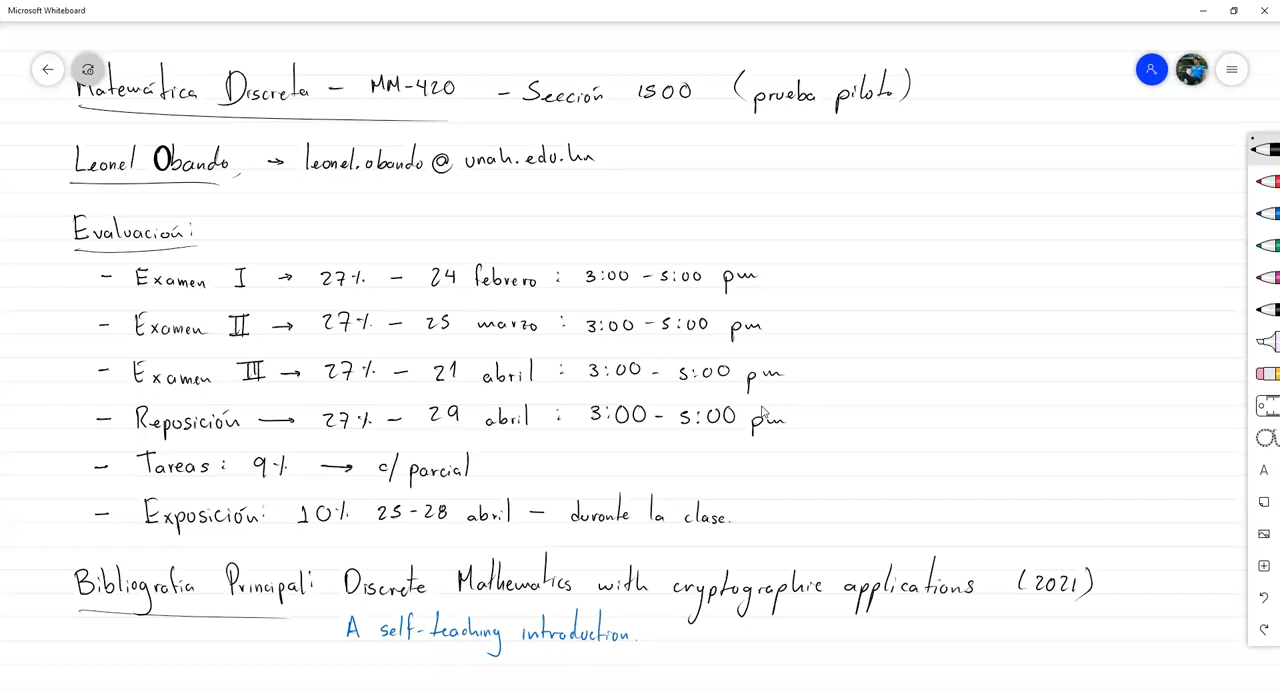 Microsoft Whiteboard
Matemática Discreta - MM-420 - Sección 1500 (prueba piloto)
Leonel Obando → leonel.obando@unah.edu.hn
Evaluación:
- Examen I → 27% - 24 febrero : 3:00 - 5:00 pm
- Examen II → 27% - 25 marzo : 3:00 - 5:00 pm
- Examen III → 27% - 21 abril : 3:00 - 5:00 pm
- Reposición → 27% - 29 abril : 3:00 - 5:00 pm
- Tareas : 9% → c/ parcial
- Exposición: 10% 25-28 abril - durante la clase.
Bibliografia Principal: Discrete Mathematics with cryptographic applications (2021)
A self-teaching introduction.